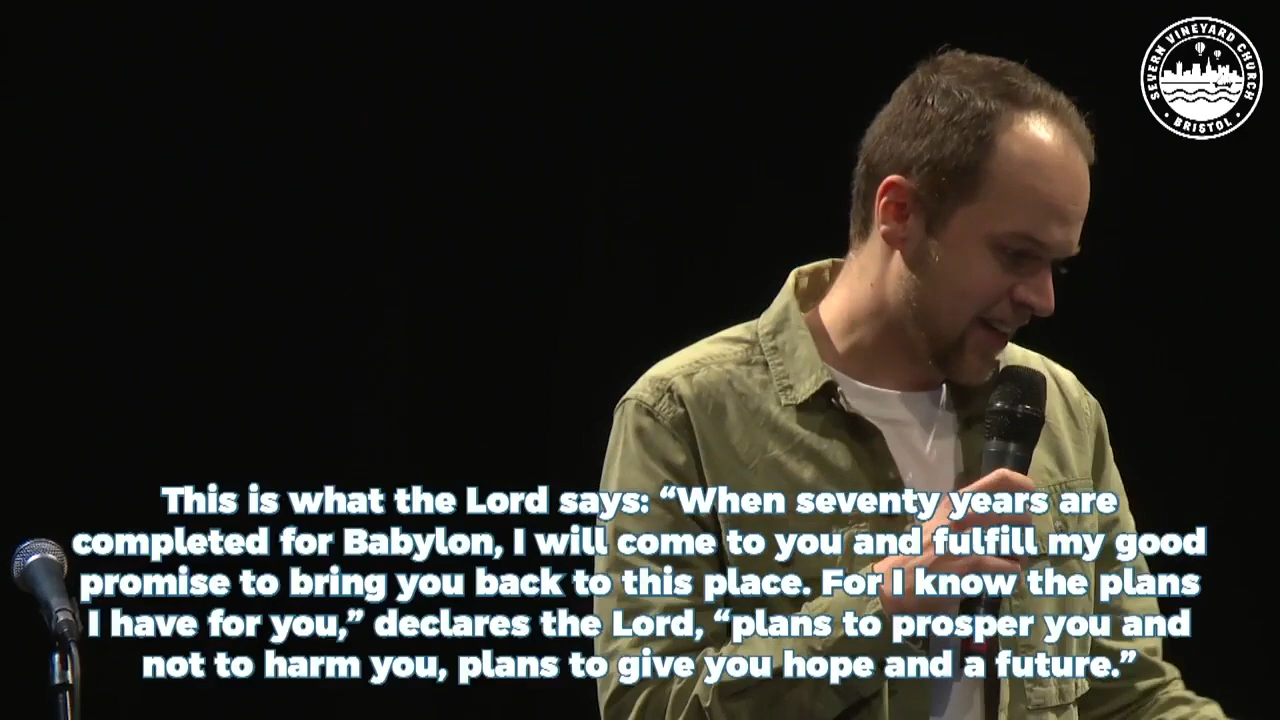 SEVERN VINEYARD CHURCH
BRISTOL
This is what the Lord says: “When seventy years are
completed for Babylon, I will come to you and fulfill my good
promise to bring you back to this place. For I know the plans
I have for you,” declares the Lord, “plans to prosper you and
not to harm you, plans to give you hope and a future.”